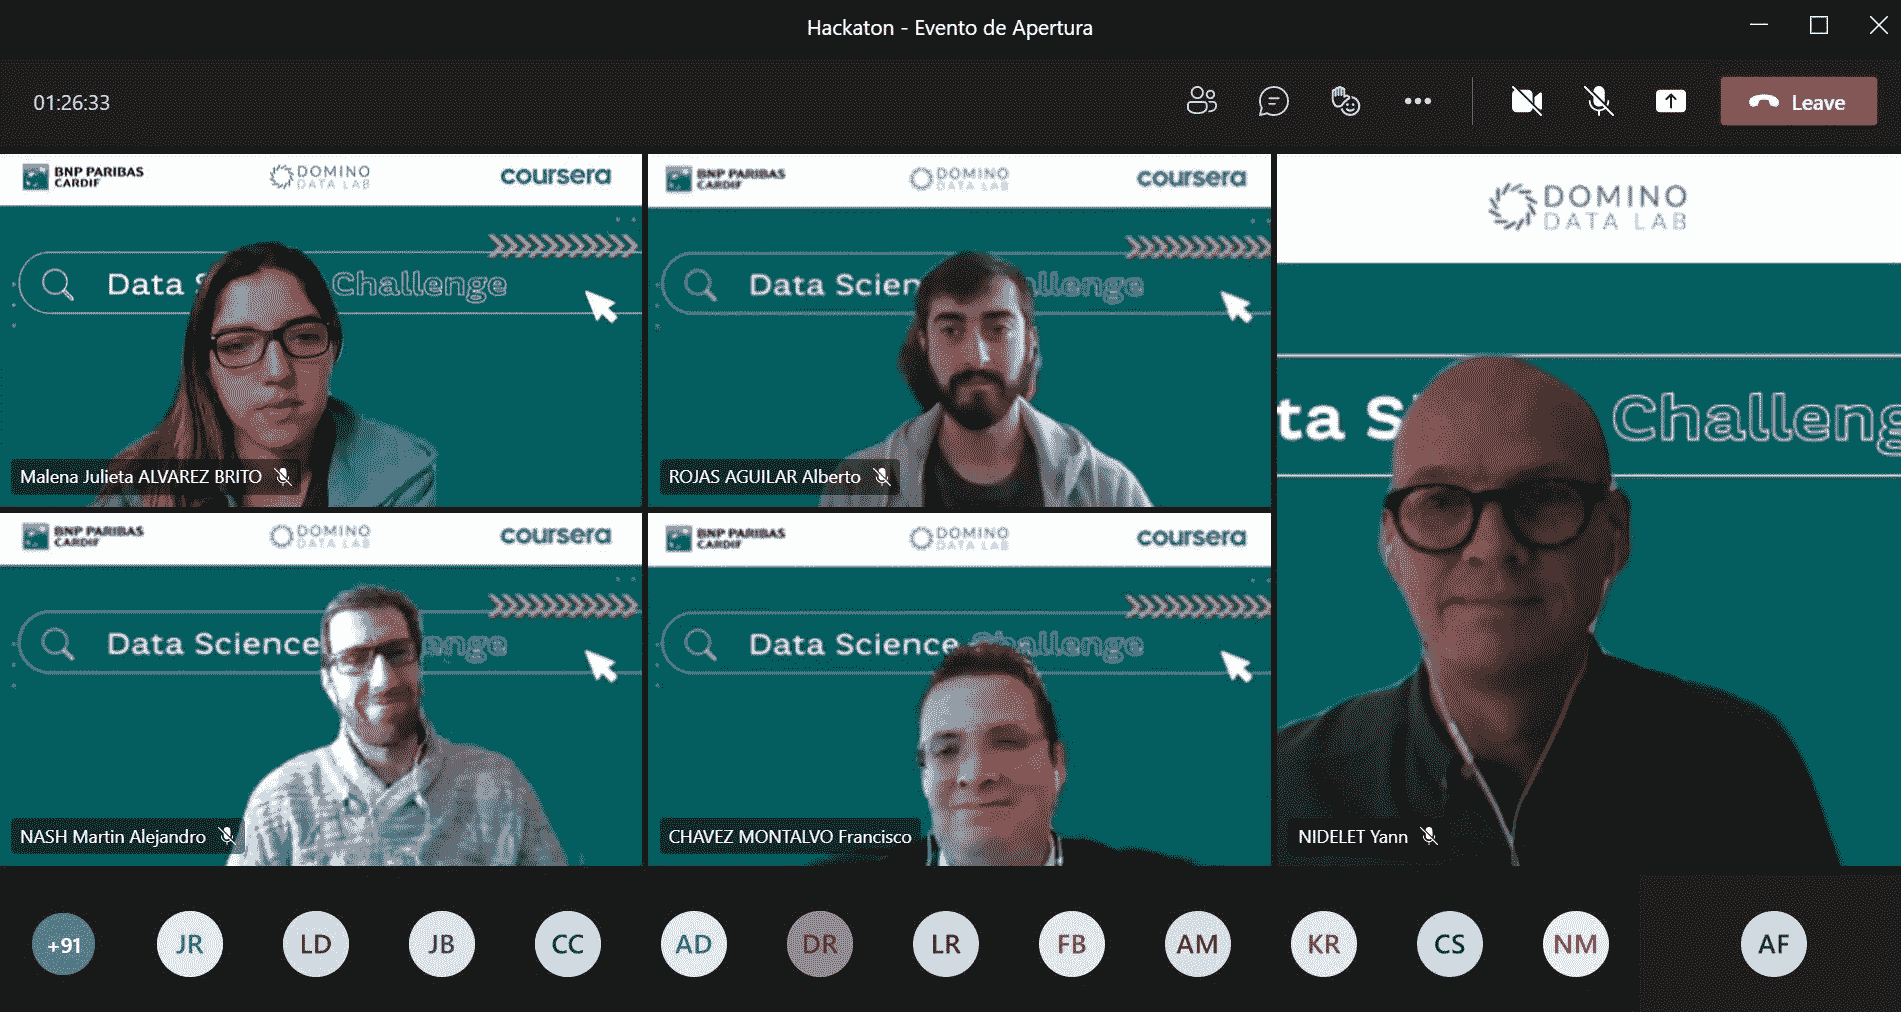 Hackaton - Evento de Apertura
01:26:33
Leave
BNP PARIBAS
CARDIF
DOMINO
DATA LAB
coursera
Data S
Challenge
Malena Julieta ALVAREZ BRITO
BNP PARIBAS
CARDIF
DOMINO
DATA LAB
coursera
Data Scien
allenge
ROJAS AGUILAR Alberto
DOMINO
DATA LAB
ta S
Challeng
NIDELET Yann
BNP PARIBAS
CARDIF
DOMINO
DATA LAB
coursera
Data Science
enge
NASH Martin Alejandro
BNP PARIBAS
CARDIF
DOMINO
DATA LAB
coursera
Data Science Challenge
CHAVEZ MONTALVO Francisco
+91
JR
LD
JB
CC
AD
DR
LR
FB
AM
KR
CS
NM
AF